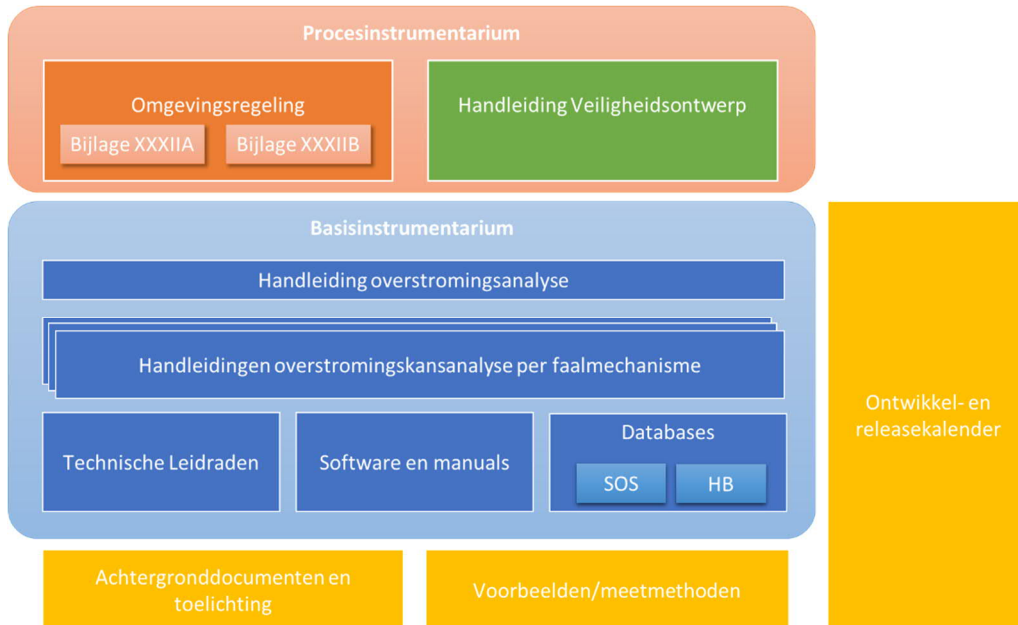 Procesinstrumentarium
Omgevingsregeling
Bijlage XXXIIA
Bijlage XXXIIB
Handleiding Veiligheidsontwerp
Basisinstrumentarium
Handleiding overstromingsanalyse
Handleidingen overstromingskansanalyse per faalmechanisme
Technische Leidraden
Software en manuals
Databases
SOS
HB
Ontwikkel- en
releasekalender
Achtergronddocumenten en
toelichting
Voorbeelden/meetmethoden